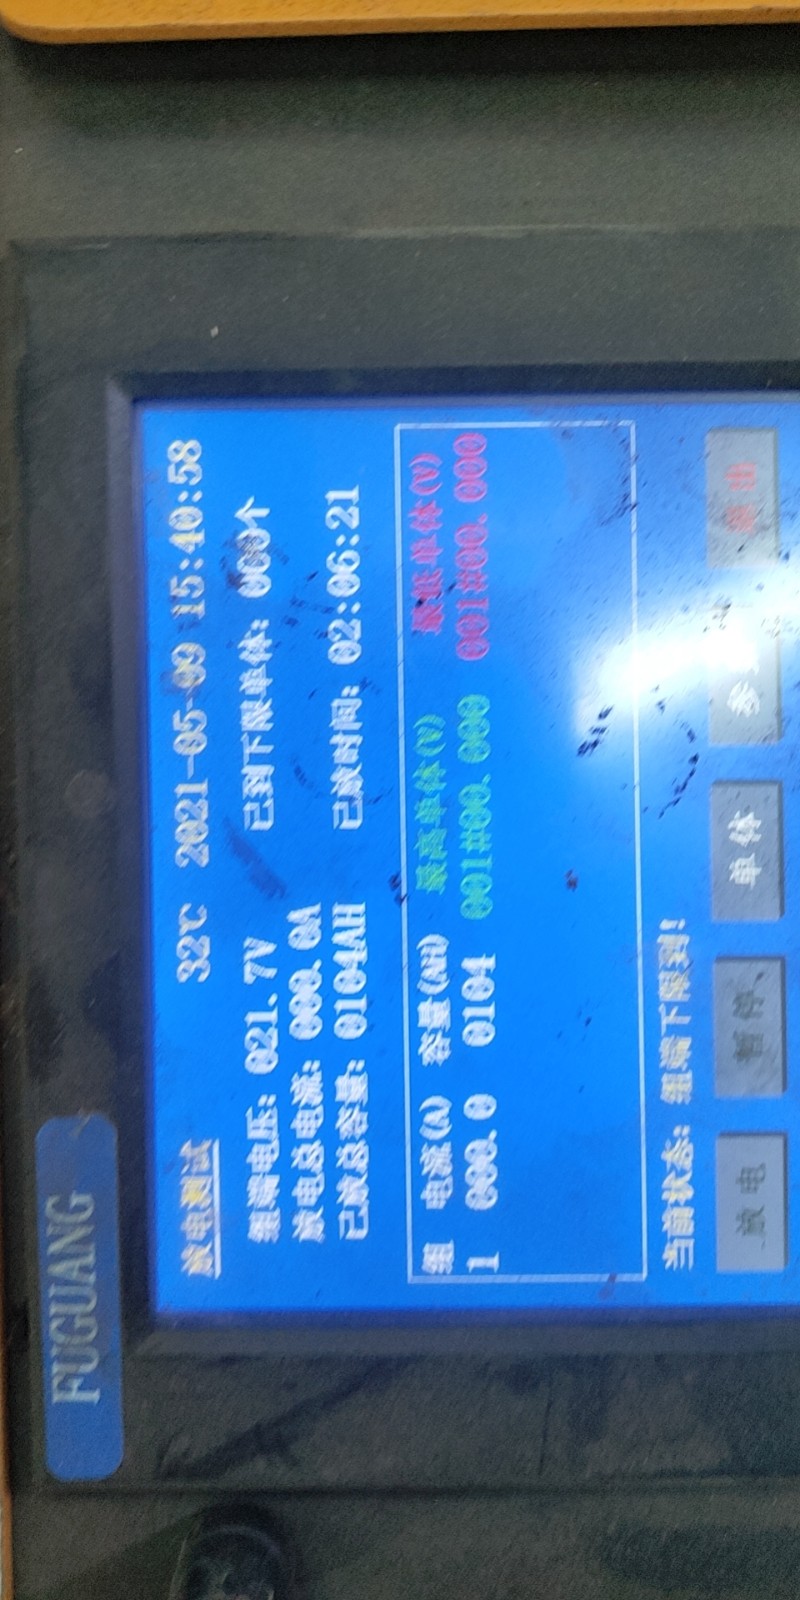 FUGUANG
放电测试 32℃ 2021-05-09 15:40:58
组端电压: 021.7V 已到下限单体: 000个
放电总电流: 000.0A
已放总容量: 0104AH 已放时间: 02:06:21
组 电流(A) 容量(AH) 最高单体(V) 最低单体(V)
1 000.0 0104 001#00.000 001#00.000
当前状态: 组端下限到!
放电 暂停 单体 退出